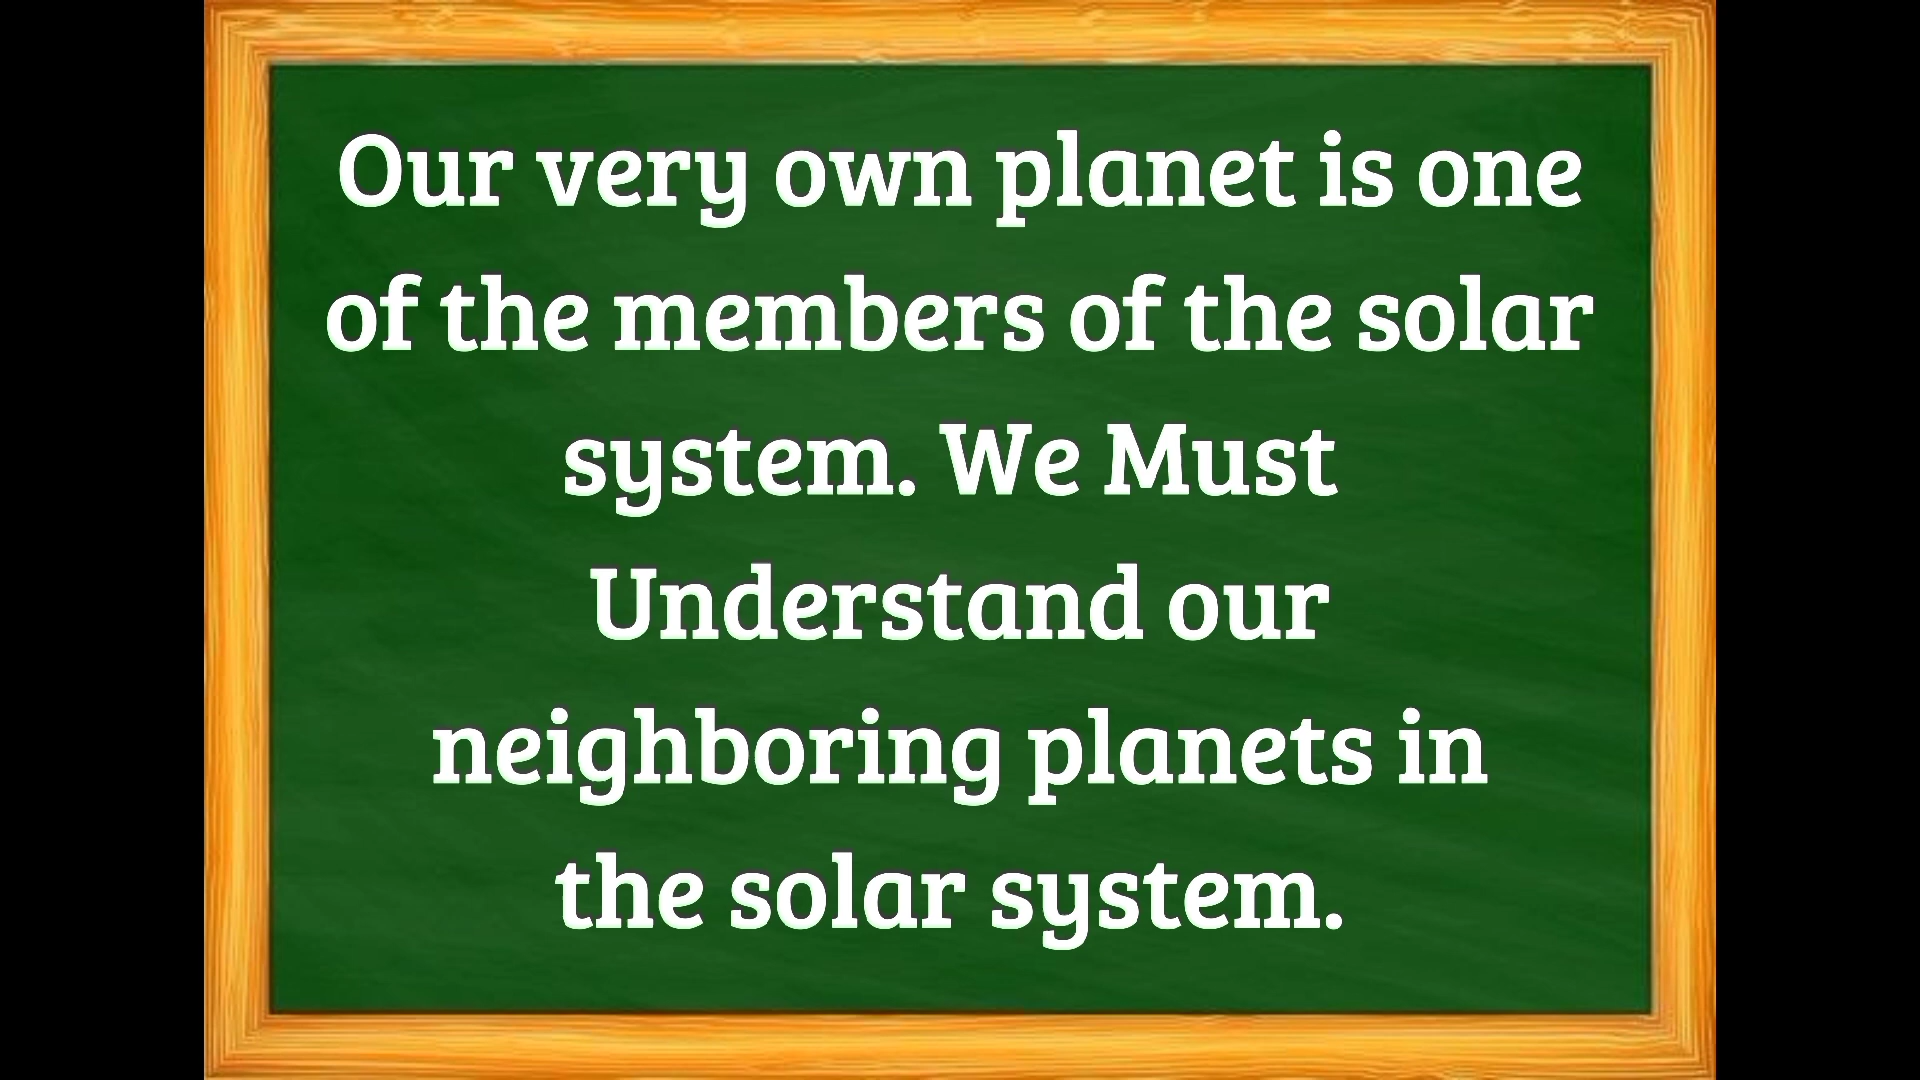 Our very own planet is one
of the members of the solar
system. We Must
Understand our
neighboring planets in
the solar system.